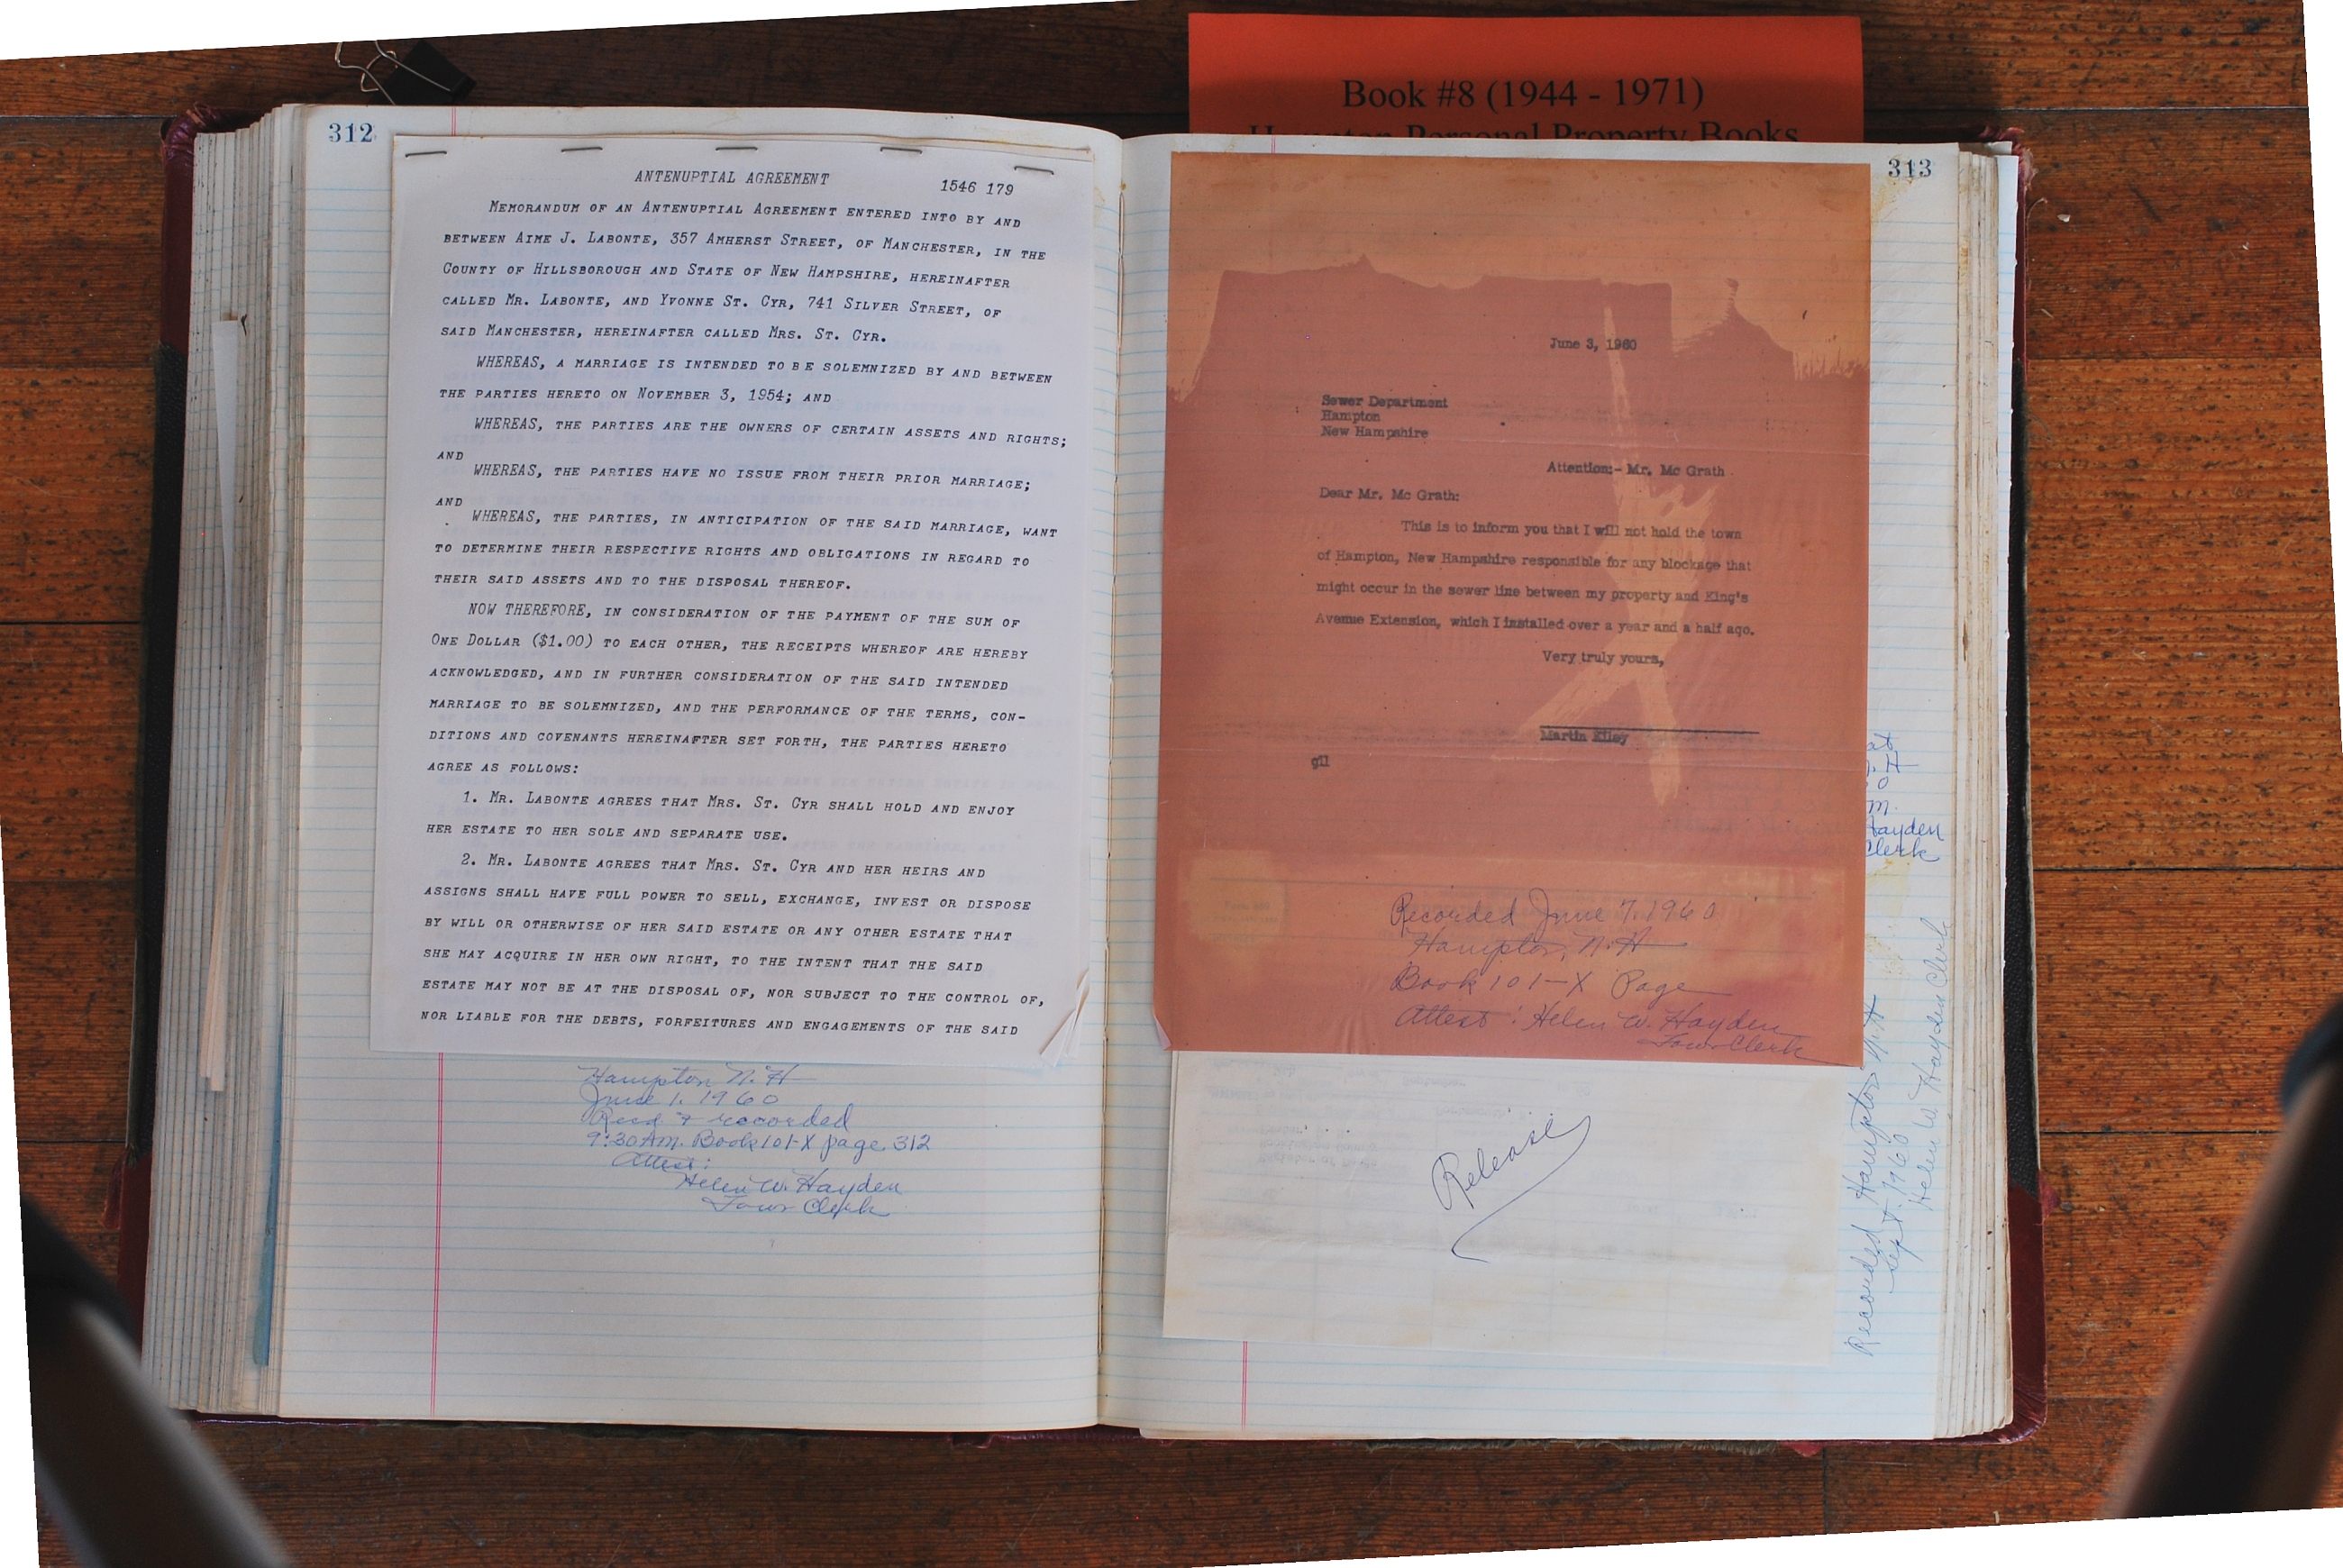 Book #8 (1944 - 1971)
Hampton Personal Property Books
312
ANTENUPTIAL AGREEMENT
1546 179
MEMORANDUM OF AN ANTENUPTIAL AGREEMENT ENTERED INTO BY AND
BETWEEN AIME J. LABONTE, 357 AMHERST STREET, OF MANCHESTER, IN THE
COUNTY OF HILLSBOROUGH AND STATE OF NEW HAMPSHIRE, HEREINAFTER
CALLED MR. LABONTE, AND YVONNE ST. CYR, 741 SILVER STREET, OF
SAID MANCHESTER, HEREINAFTER CALLED MRS. ST. CYR.
WHEREAS, A MARRIAGE IS INTENDED TO BE SOLEMNIZED BY AND BETWEEN
THE PARTIES HERETO ON NOVEMBER 3, 1954; AND
WHEREAS, THE PARTIES ARE THE OWNERS OF CERTAIN ASSETS AND RIGHTS;
AND
WHEREAS, THE PARTIES HAVE NO ISSUE FROM THEIR PRIOR MARRIAGE;
AND
WHEREAS, THE PARTIES, IN ANTICIPATION OF THE SAID MARRIAGE, WANT
TO DETERMINE THEIR RESPECTIVE RIGHTS AND OBLIGATIONS IN REGARD TO
THEIR SAID ASSETS AND TO THE DISPOSAL THEREOF.
NOW THEREFORE, IN CONSIDERATION OF THE PAYMENT OF THE SUM OF
ONE DOLLAR ($1.00) TO EACH OTHER, THE RECEIPTS WHEREOF ARE HEREBY
ACKNOWLEDGED, AND IN FURTHER CONSIDERATION OF THE SAID INTENDED
MARRIAGE TO BE SOLEMNIZED, AND THE PERFORMANCE OF THE TERMS, CON-
DITIONS AND COVENANTS HEREINAFTER SET FORTH, THE PARTIES HERETO
AGREE AS FOLLOWS:
1. MR. LABONTE AGREES THAT MRS. ST. CYR SHALL HOLD AND ENJOY
HER ESTATE TO HER SOLE AND SEPARATE USE.
2. MR. LABONTE AGREES THAT MRS. ST. CYR AND HER HEIRS AND
ASSIGNS SHALL HAVE FULL POWER TO SELL, EXCHANGE, INVEST OR DISPOSE
BY WILL OR OTHERWISE OF HER SAID ESTATE OR ANY OTHER ESTATE THAT
SHE MAY ACQUIRE IN HER OWN RIGHT, TO THE INTENT THAT THE SAID
ESTATE MAY NOT BE AT THE DISPOSAL OF, NOR SUBJECT TO THE CONTROL OF,
NOR LIABLE FOR THE DEBTS, FORFEITURES AND ENGAGEMENTS OF THE SAID
Hampton N.H
June 1, 1960
Recd & recorded
9:30 AM. Book 101-X page 312
Attest:
Helen W. Hayden
Town Clerk
313
June 3, 1960
Sewer Department
Hampton
New Hampshire
Attention:- Mr. Mc Grath
Dear Mr. Mc Grath:
This is to inform you that I will not hold the town
of Hampton, New Hampshire responsible for any blockage that
might occur in the sewer line between my property and King's
Avenue Extension, which I installed over a year and a half ago.
Very truly yours,
Martin Kiley
gll
Recorded June 7, 1960
Hampton, N.H
Book 101-X Page
Attest: Helen W. Hayden
Town Clerk
Release
m.
Hayden
Clerk
Recorded Hampton N.H
Sept. 1960
Helen W. Hayden Clerk